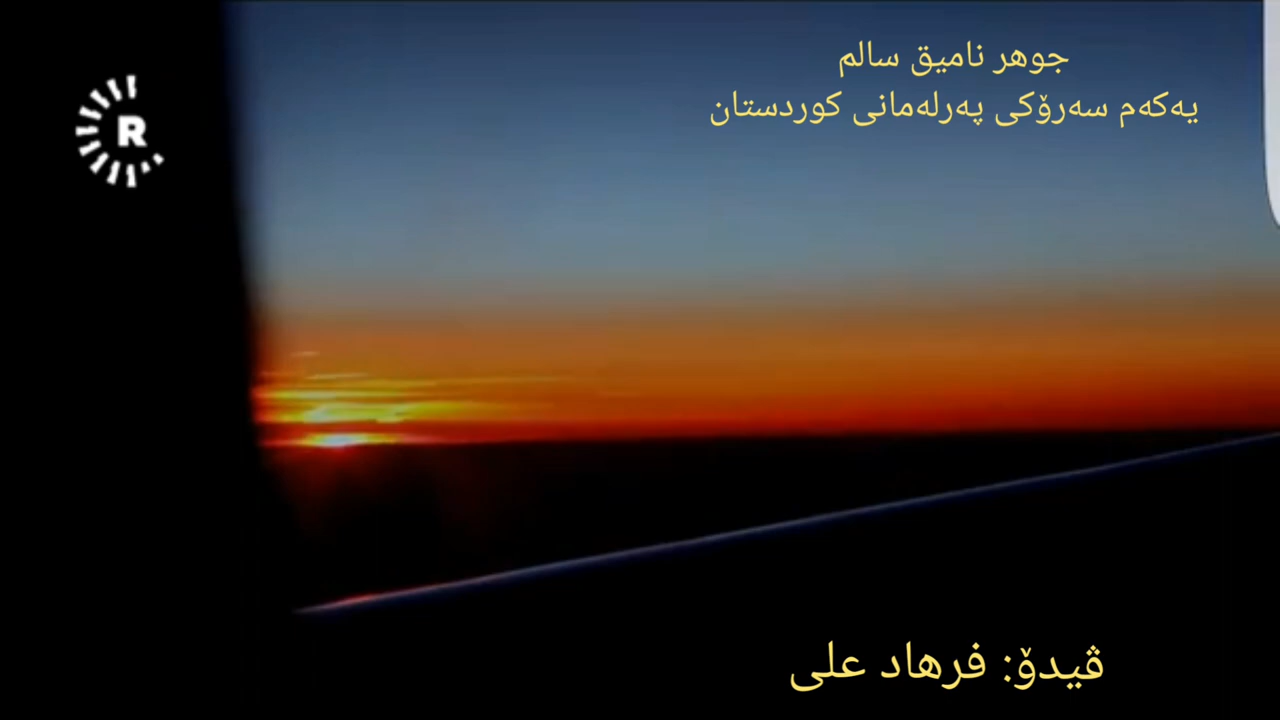 R
جوهر نامیق سالم
یەکەم سەرۆکی پەرلەمانی کوردستان
ڤیدۆ: فرهاد علی